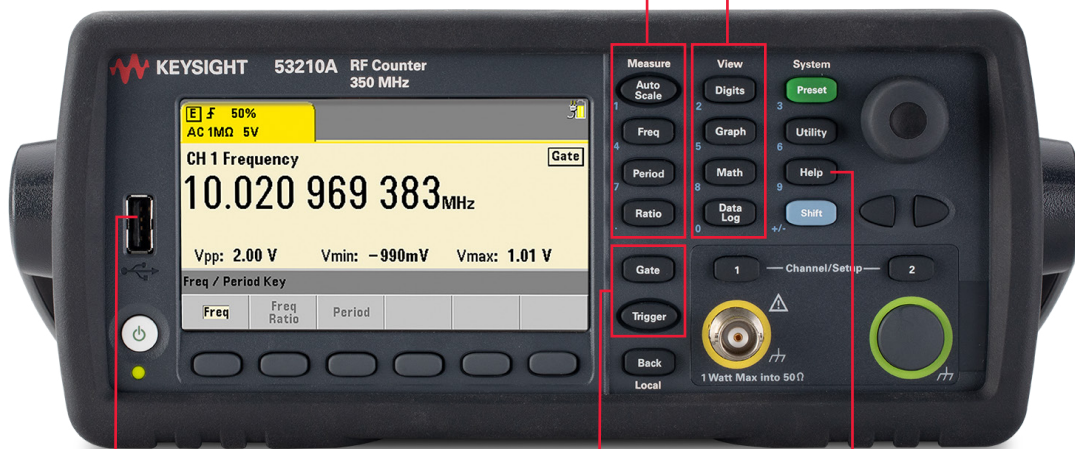 KEYSIGHT 53210A RF Counter
350 MHz
E 50%
AC 1MΩ 5V
CH 1 Frequency Gate
10.020 969 383MHz
Vpp: 2.00 V Vmin: -990mV Vmax: 1.01 V
Freq / Period Key
Freq Freq Ratio Period
Measure View System
Auto Scale Digits Preset
1 2 3
Freq Graph Utility
4 5 6
Period Math Help
7 8 9
Ratio Data Log Shift
. 0 +/-
Gate 1 Channel/Setup 2
Trigger
Back
Local
1 Watt Max into 50Ω